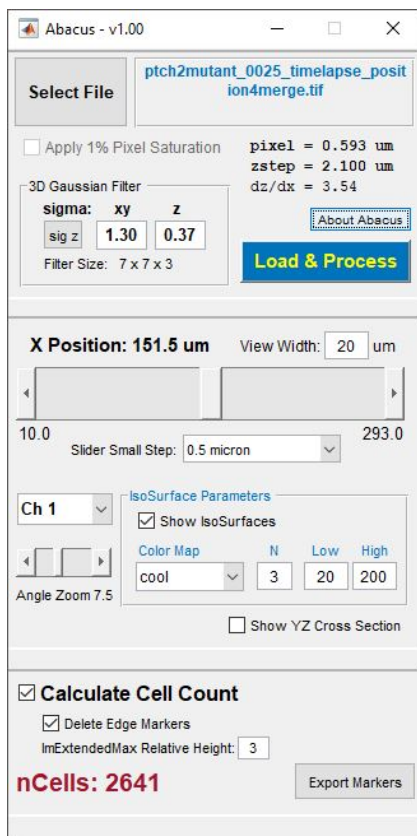 Abacus - v1.00
Select File
ptch2mutant_0025_timelapse_posit
ion4merge.tif
Apply 1% Pixel Saturation
pixel = 0.593 um
zstep = 2.100 um
dz/dx = 3.54
3D Gaussian Filter
sigma: xy z
sig z 1.30 0.37
Filter Size: 7 x 7 x 3
About Abacus
Load & Process
X Position: 151.5 um View Width: 20 um
10.0 293.0
Slider Small Step: 0.5 micron
Ch 1
Angle Zoom 7.5
IsoSurface Parameters
Show IsoSurfaces
Color Map N Low High
cool 3 20 200
Show YZ Cross Section
Calculate Cell Count
Delete Edge Markers
ImExtendedMax Relative Height: 3
nCells: 2641 Export Markers